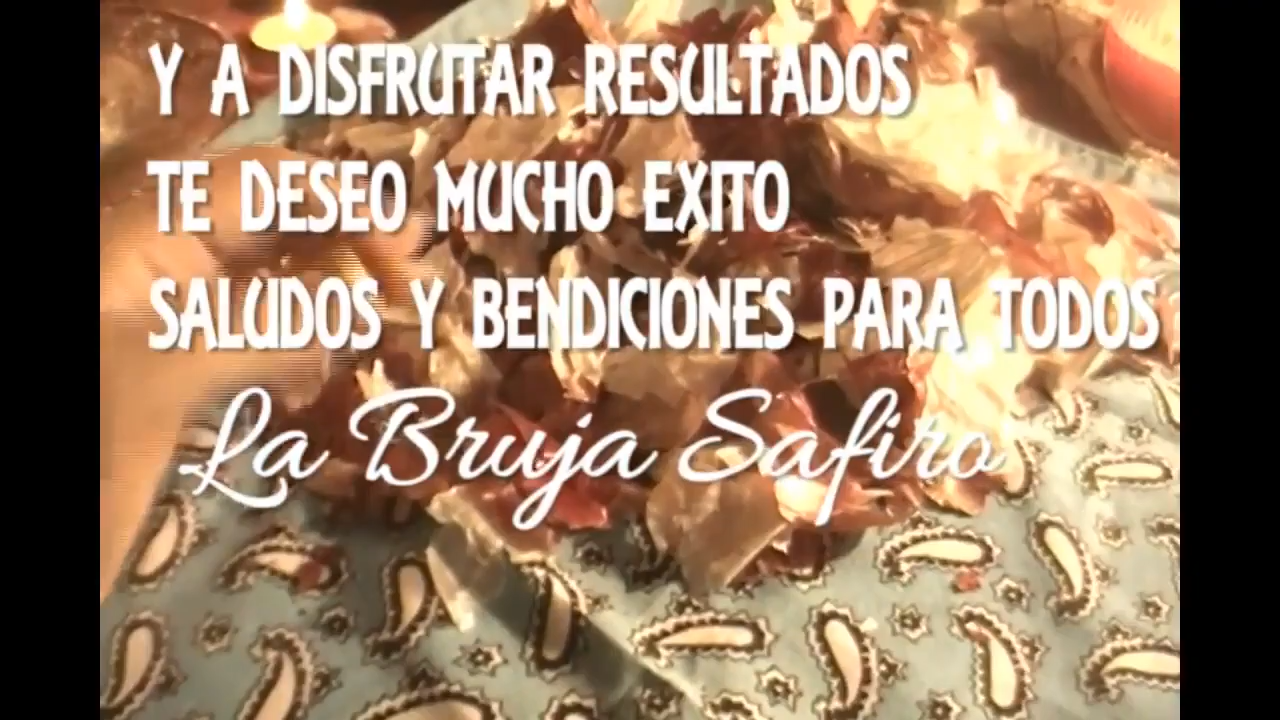 Y A DISFRUTAR RESULTADOS
TE DESEO MUCHO EXITO
SALUDOS Y BENDICIONES PARA TODOS
La Bruja Safiro